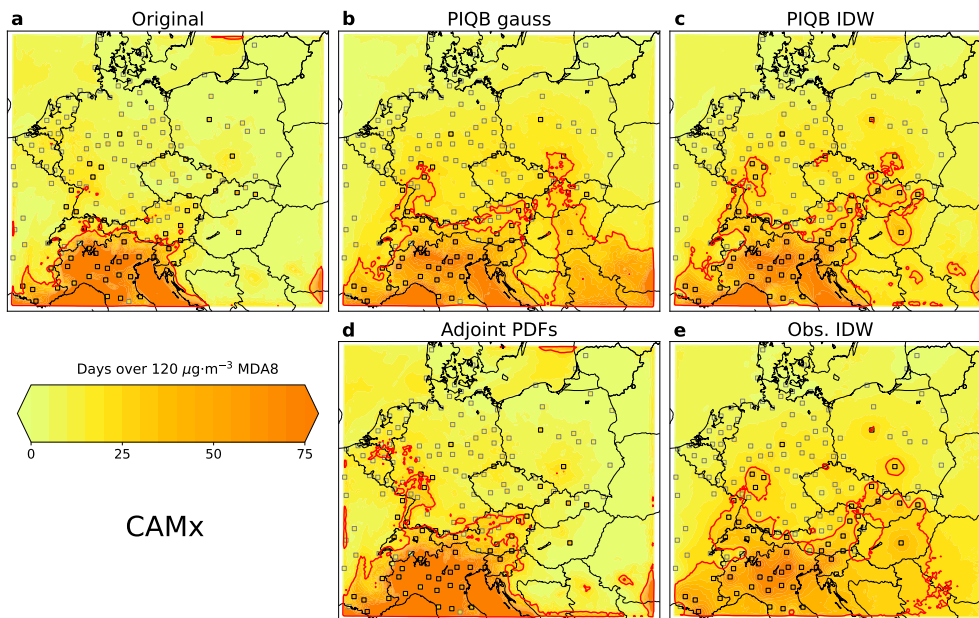 a Original
b PIQB gauss
c PIQB IDW
d Adjoint PDFs
e Obs. IDW
Days over 120 μg·m⁻³ MDA8
0 25 50 75
CAMx